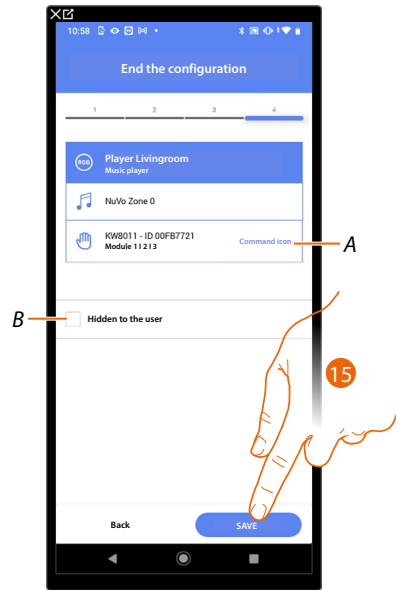 10:58
End the configuration
1 2 3 4
RGB
Player Livingroom
Music player
NuVo Zone 0
KW8011 - ID 00FB7721
Module 1 I 2 I 3
Command icon
A
B
Hidden to the user
15
Back
SAVE